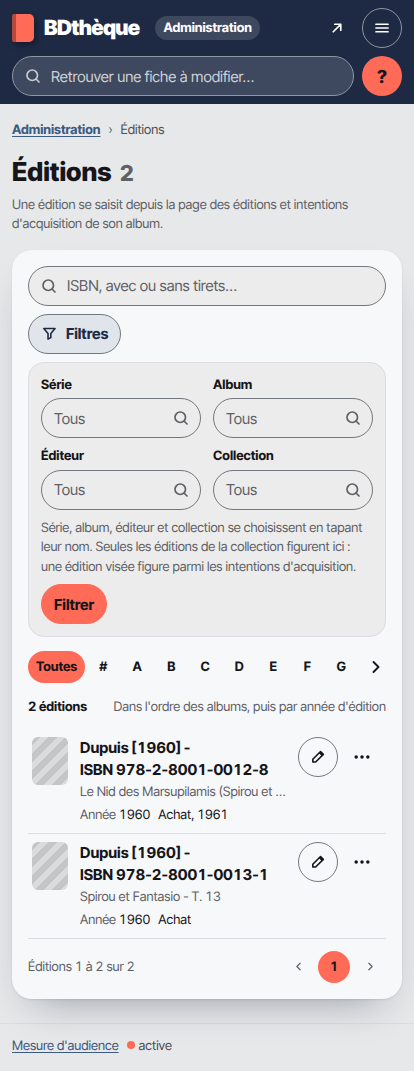 BDthèque Administration
Retrouver une fiche à modifier... ?
Administration › Éditions
Éditions 2
Une édition se saisit depuis la page des éditions et intentions
d'acquisition de son album.
ISBN, avec ou sans tirets...
Filtres
Série Album
Tous Tous
Éditeur Collection
Tous Tous
Série, album, éditeur et collection se choisissent en tapant
leur nom. Seules les éditions de la collection figurent ici :
une édition visée figure parmi les intentions d'acquisition.
Filtrer
Toutes # A B C D E F G
2 éditions Dans l'ordre des albums, puis par année d'édition
Dupuis [1960] -
ISBN 978-2-8001-0012-8
Le Nid des Marsupilamis (Spirou et ...
Année 1960 Achat, 1961
Dupuis [1960] -
ISBN 978-2-8001-0013-1
Spirou et Fantasio - T. 13
Année 1960 Achat
Éditions 1 à 2 sur 2 ‹ 1 ›
Mesure d'audience active